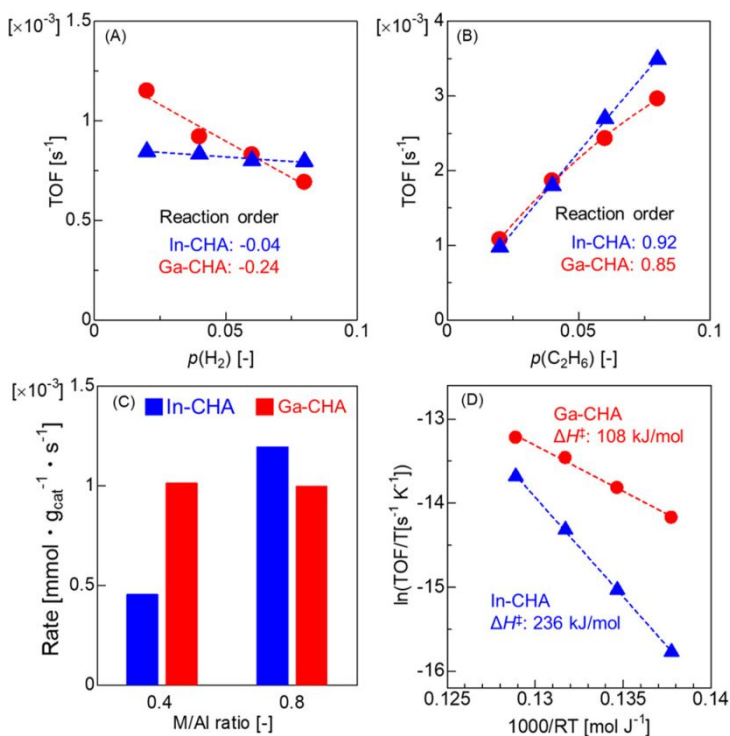 [×10⁻³]
(A)
1.5
1
0.5
0
TOF [s⁻¹]
Reaction order
In-CHA: -0.04
Ga-CHA: -0.24
0 0.05 0.1
p(H₂) [-]
[×10⁻³]
(B)
4
3
2
1
0
TOF [s⁻¹]
Reaction order
In-CHA: 0.92
Ga-CHA: 0.85
0 0.05 0.1
p(C₂H₆) [-]
[×10⁻³]
(C)
In-CHA Ga-CHA
1.5
1
0.5
0
Rate [mmol・g_cat⁻¹・s⁻¹]
0.4 0.8
M/Al ratio [-]
(D)
-13
-14
-15
-16
ln(TOF/T[s⁻¹ K⁻¹])
Ga-CHA
ΔH‡: 108 kJ/mol
In-CHA
ΔH‡: 236 kJ/mol
0.125 0.13 0.135 0.14
1000/RT [mol J⁻¹]